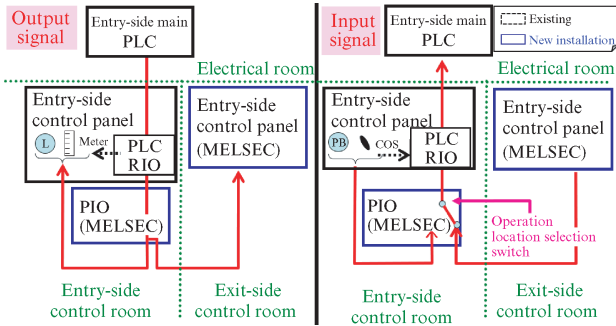 Output
signal
Entry-side main
PLC
Electrical room
Entry-side
control panel
L
Meter
PLC
RIO
Entry-side
control panel
(MELSEC)
PIO
(MELSEC)
Entry-side
control room
Exit-side
control room
Input
signal
Entry-side main
PLC
Existing
New installation
Electrical room
Entry-side
control panel
PB
COS
PLC
RIO
Entry-side
control panel
(MELSEC)
PIO
(MELSEC)
Operation
location selection
switch
Entry-side
control room
Exit-side
control room